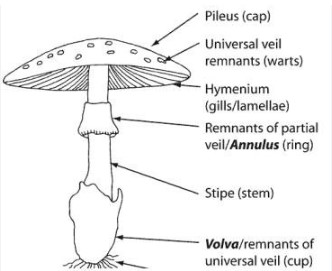 Pileus (cap)
Universal veil
remnants (warts)
Hymenium
(gills/lamellae)
Remnants of partial
veil/Annulus (ring)
Stipe (stem)
Volva/remnants of
universal veil (cup)